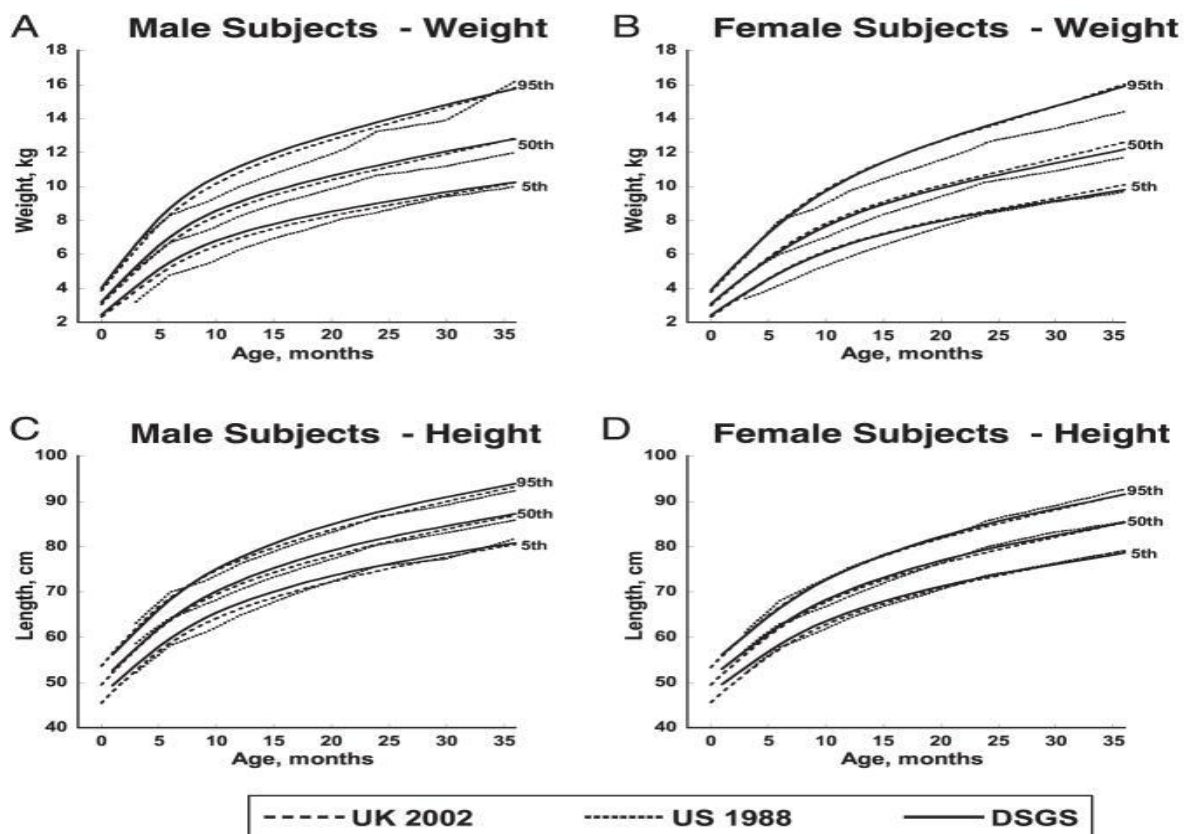 A Male Subjects - Weight
18
16
14
12
10
8
6
4
2
Weight, kg
95th
50th
5th
0 5 10 15 20 25 30 35
Age, months
B Female Subjects - Weight
18
16
14
12
10
8
6
4
2
Weight, kg
95th
50th
5th
0 5 10 15 20 25 30 35
Age, months
C Male Subjects - Height
100
90
80
70
60
50
40
Length, cm
95th
50th
5th
0 5 10 15 20 25 30 35
Age, months
D Female Subjects - Height
100
90
80
70
60
50
40
Length, cm
95th
50th
5th
0 5 10 15 20 25 30 35
Age, months
UK 2002 US 1988 DSGS